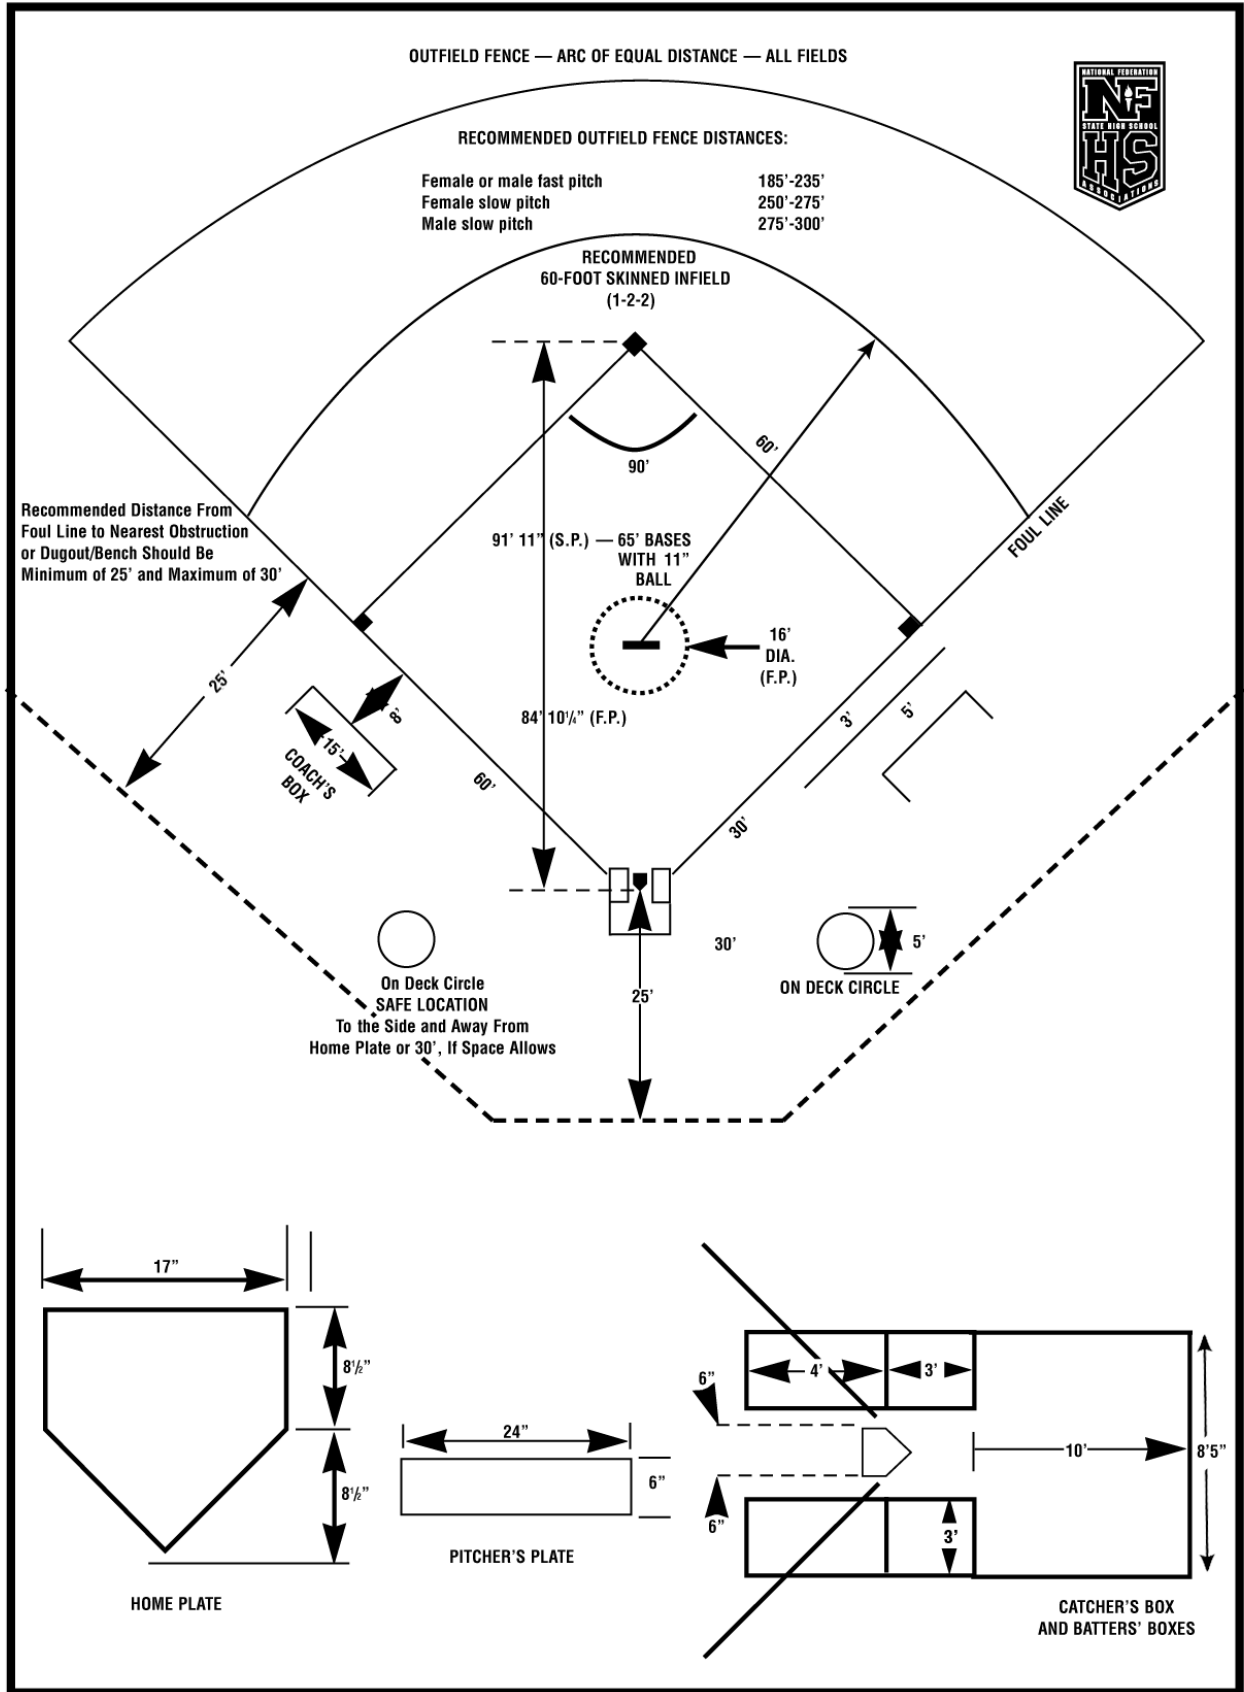 OUTFIELD FENCE — ARC OF EQUAL DISTANCE — ALL FIELDS
NATIONAL FEDERATION
NF
STATE HIGH SCHOOL
HS
ASSOCIATIONS
RECOMMENDED OUTFIELD FENCE DISTANCES:
Female or male fast pitch 185’-235’
Female slow pitch 250’-275’
Male slow pitch 275’-300’
RECOMMENDED
60-FOOT SKINNED INFIELD
(1-2-2)
60’
90’
Recommended Distance From
Foul Line to Nearest Obstruction
or Dugout/Bench Should Be
Minimum of 25’ and Maximum of 30’
FOUL LINE
91’ 11” (S.P.) — 65’ BASES
WITH 11”
BALL
16’
DIA.
(F.P.)
25’
8’
15’
COACH’S
BOX
84’ 10¼” (F.P.)
3’
5’
60’
30’
30’
5’
On Deck Circle
SAFE LOCATION
To the Side and Away From
Home Plate or 30’, If Space Allows
25’
ON DECK CIRCLE
17”
8½”
8½”
HOME PLATE
24”
6”
PITCHER’S PLATE
4’
3’
6”
10’
8’5”
6”
3’
CATCHER’S BOX
AND BATTERS’ BOXES